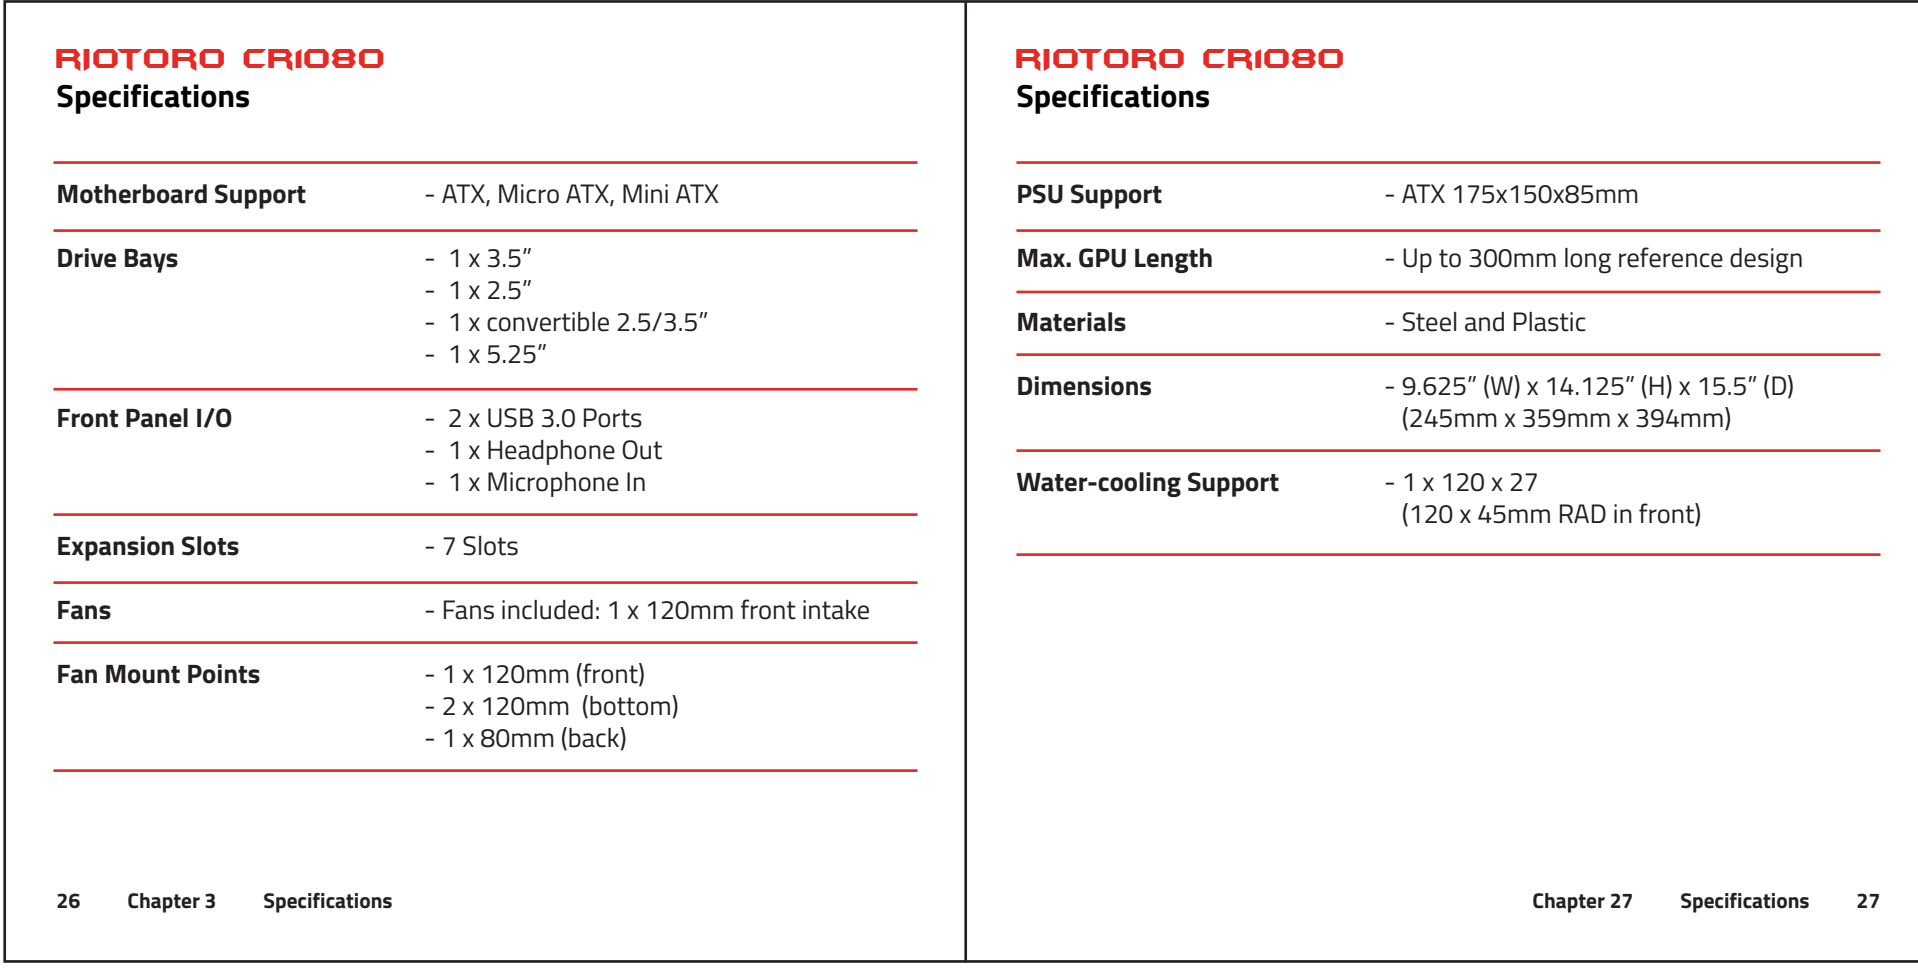 RIOTORO CR1080
Specifications
Motherboard Support - ATX, Micro ATX, Mini ATX
Drive Bays - 1 x 3.5”
- 1 x 2.5”
- 1 x convertible 2.5/3.5”
- 1 x 5.25”
Front Panel I/O - 2 x USB 3.0 Ports
- 1 x Headphone Out
- 1 x Microphone In
Expansion Slots - 7 Slots
Fans - Fans included: 1 x 120mm front intake
Fan Mount Points - 1 x 120mm (front)
- 2 x 120mm (bottom)
- 1 x 80mm (back)
26 Chapter 3 Specifications
RIOTORO CR1080
Specifications
PSU Support - ATX 175x150x85mm
Max. GPU Length - Up to 300mm long reference design
Materials - Steel and Plastic
Dimensions - 9.625” (W) x 14.125” (H) x 15.5” (D)
(245mm x 359mm x 394mm)
Water-cooling Support - 1 x 120 x 27
(120 x 45mm RAD in front)
Chapter 27 Specifications 27